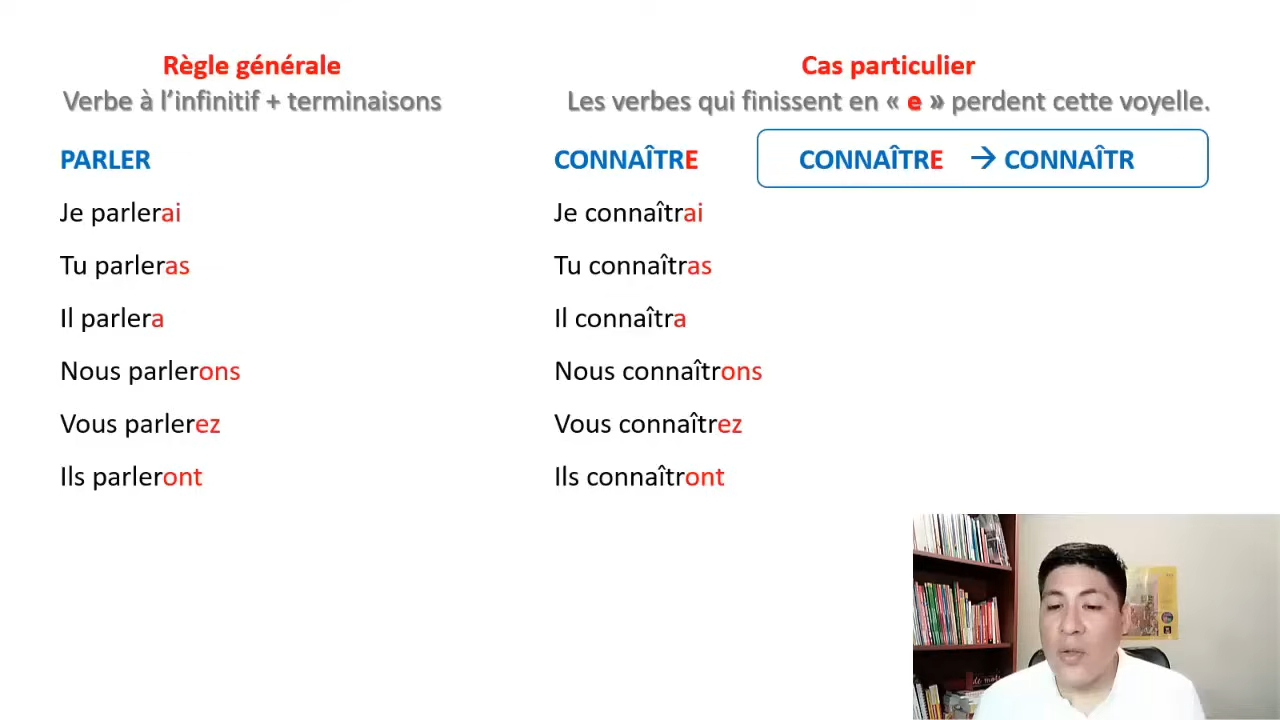 Règle générale
Verbe à l'infinitif + terminaisons
PARLER
Je parlerai
Tu parleras
Il parlera
Nous parlerons
Vous parlerez
Ils parleront
Cas particulier
Les verbes qui finissent en « e » perdent cette voyelle.
CONNAÎTRE
CONNAÎTRE → CONNAÎTR
Je connaîtrai
Tu connaîtras
Il connaîtra
Nous connaîtrons
Vous connaîtrez
Ils connaîtront